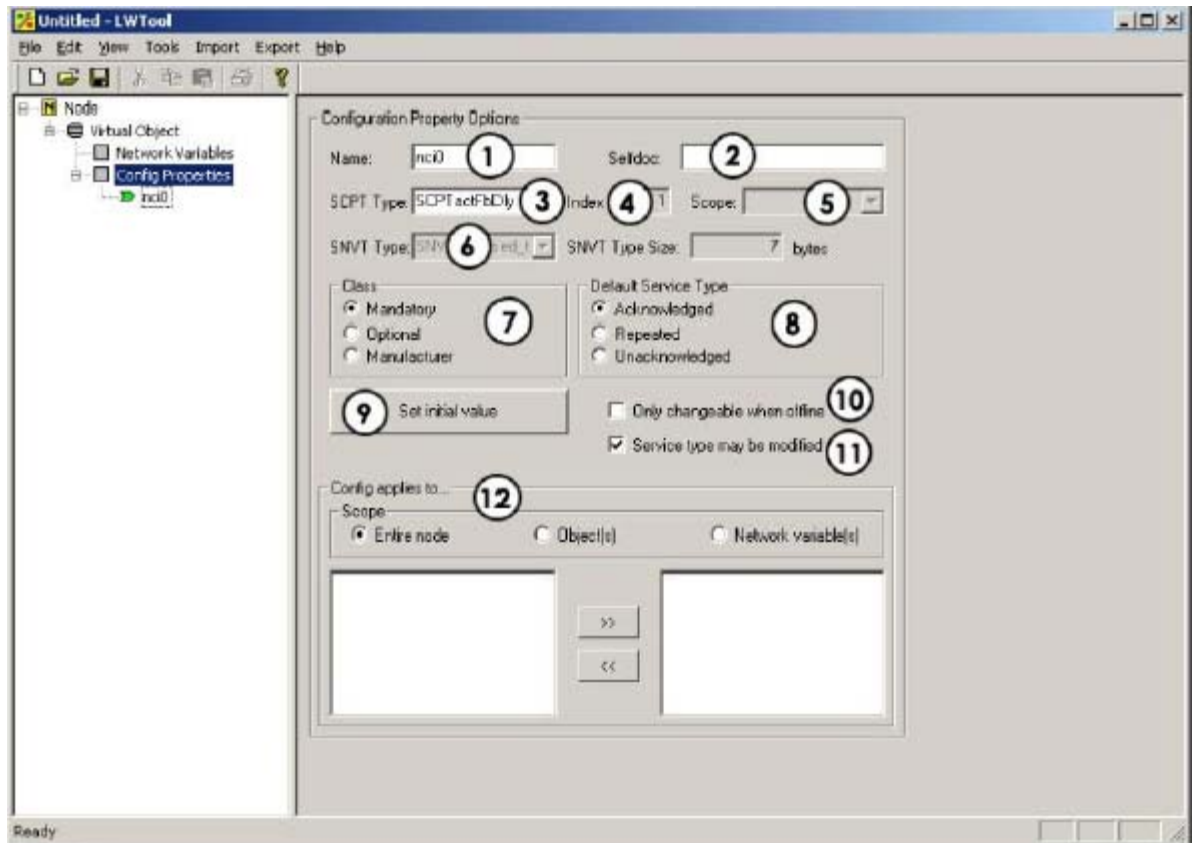 Untitled - LWTool
File Edit View Tools Import Export Help
Node
Virtual Object
Network Variables
Config Properties
nci0
Configuration Property Options
Name: nci0 1 Selfdoc: 2
SCPT Type: SCPTactFbDly 3 Index 4 1 Scope: 5
SNVT Type: 6 SNVT Type Size: 7 bytes
Class
Mandatory
Optional
Manufacturer
7
Default Service Type
Acknowledged
Repeated
Unacknowledged
8
9 Set initial value
Only changeable when offline 10
Service type may be modified 11
Config applies to... 12
Scope
Entire node Object(s) Network variable(s)
>>
<<
Ready